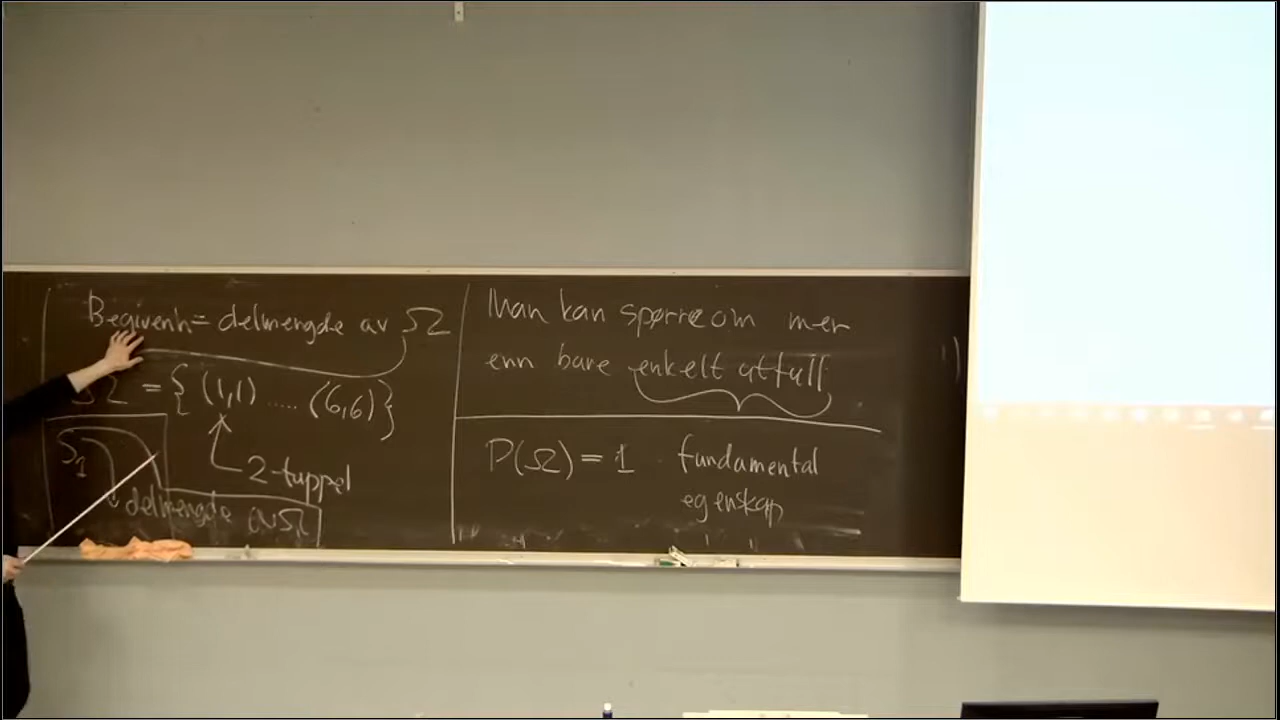 Begivenh = delmengde av Ω
Ω = {(1,1) ..... (6,6)}
2-tuppel
S₁
delmengde av Ω
Man kan spørre om mer
enn bare enkelt utfall
P(Ω) = 1 fundamental
egenskap